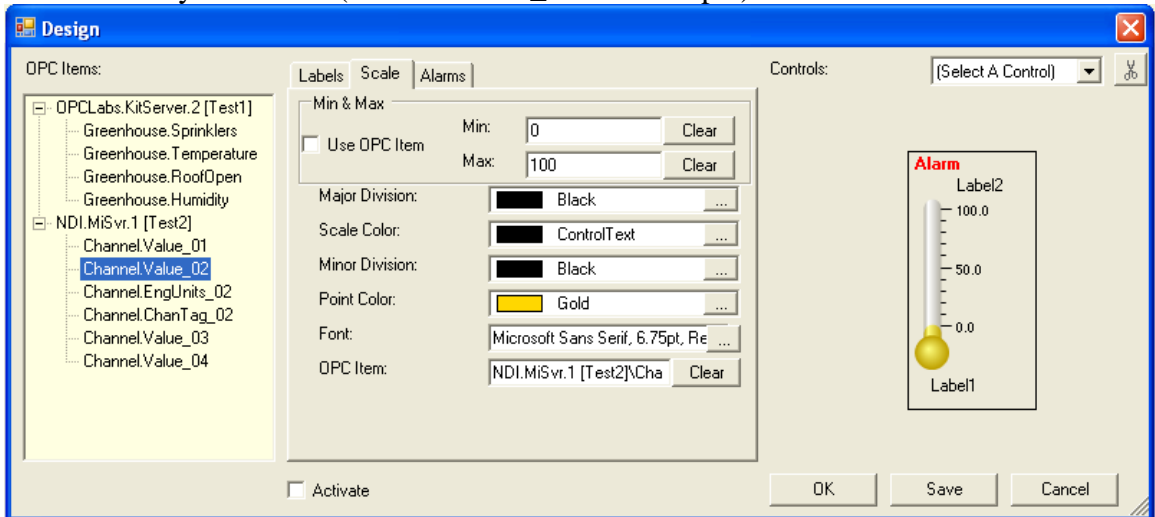 Design
OPC Items:
OPCLabs.KitServer.2 [Test1]
Greenhouse.Sprinklers
Greenhouse.Temperature
Greenhouse.RoofOpen
Greenhouse.Humidity
NDI.MiSvr.1 [Test2]
Channel.Value_01
Channel.Value_02
Channel.EngUnits_02
Channel.ChanTag_02
Channel.Value_03
Channel.Value_04
Labels Scale Alarms
Min & Max
Use OPC Item
Min: 0 Clear
Max: 100 Clear
Major Division: Black ...
Scale Color: ControlText ...
Minor Division: Black ...
Point Color: Gold ...
Font: Microsoft Sans Serif, 6.75pt, Re ...
OPC Item: NDI.MiSvr.1 [Test2]\Cha Clear
Activate
Controls: (Select A Control)
Alarm
Label2
100.0
50.0
0.0
Label1
OK Save Cancel